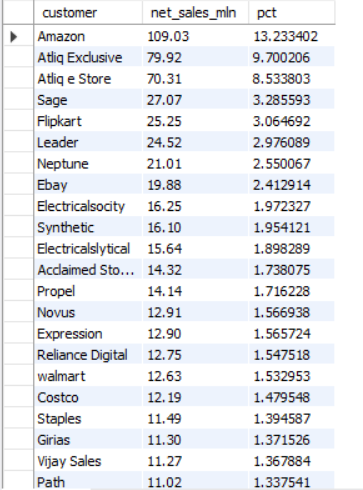 customer net_sales_mln pct
Amazon 109.03 13.233402
Atliq Exclusive 79.92 9.700206
Atliq e Store 70.31 8.533803
Sage 27.07 3.285593
Flipkart 25.25 3.064692
Leader 24.52 2.976089
Neptune 21.01 2.550067
Ebay 19.88 2.412914
Electricalsocity 16.25 1.972327
Synthetic 16.10 1.954121
Electricalslytical 15.64 1.898289
Acclaimed Sto... 14.32 1.738075
Propel 14.14 1.716228
Novus 12.91 1.566938
Expression 12.90 1.565724
Reliance Digital 12.75 1.547518
walmart 12.63 1.532953
Costco 12.19 1.479548
Staples 11.49 1.394587
Girias 11.30 1.371526
Vijay Sales 11.27 1.367884
Path 11.02 1.337541